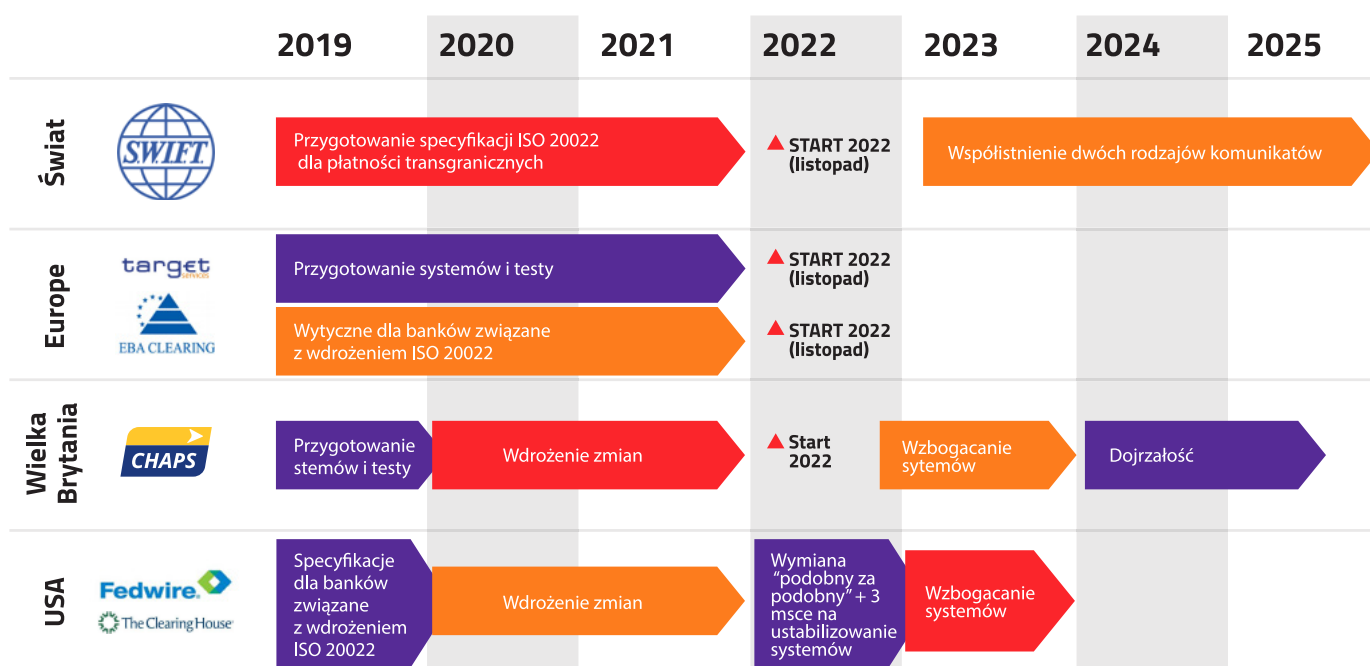 2019 2020 2021 2022 2023 2024 2025
Świat
SWIFT
Przygotowanie specyfikacji ISO 20022
dla płatności transgranicznych
START 2022
(listopad)
Współistnienie dwóch rodzajów komunikatów
Europe
target
SERVICES
EBA CLEARING
Przygotowanie systemów i testy
START 2022
(listopad)
Wytyczne dla banków związane
z wdrożeniem ISO 20022
START 2022
(listopad)
Wielka
Brytania
CHAPS
Przygotowanie
stemów i testy
Wdrożenie zmian
Start
2022
Wzbogacanie
sytemów
Dojrzałość
USA
Fedwire.
The Clearing House
Specyfikacje
dla banków
związane
z wdrożeniem
ISO 20022
Wdrożenie zmian
Wymiana
"podobny za
podobny" + 3
msce na
ustabilizowanie
systemów
Wzbogacanie
systemów